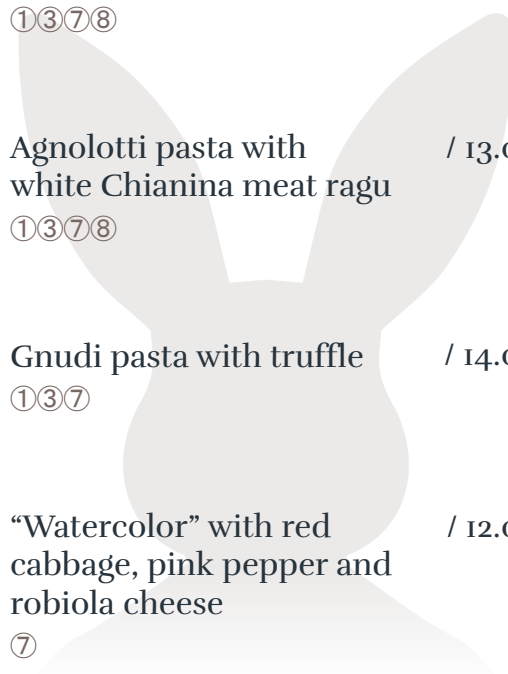 ①③⑦⑧
Agnolotti pasta with / 13.
white Chianina meat ragu
①③⑦⑧
Gnudi pasta with truffle / 14.
①③⑦
“Watercolor” with red / 12.
cabbage, pink pepper and
robiola cheese
⑦